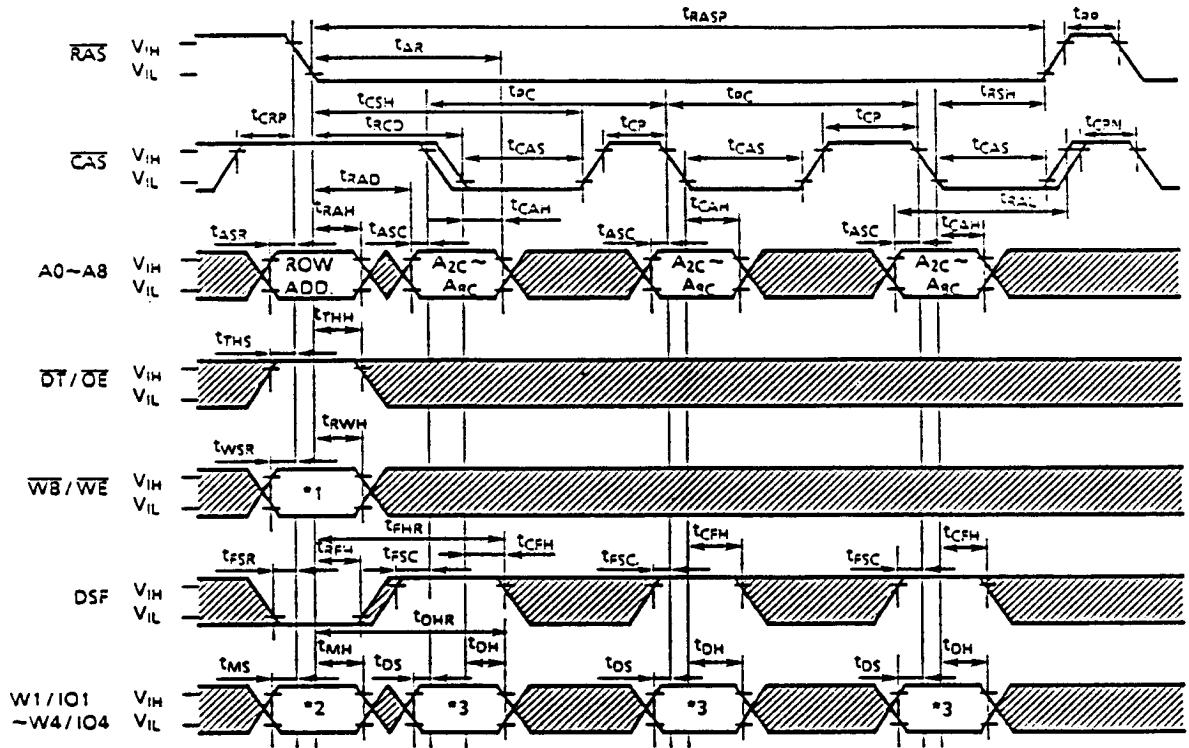 tRASP tRP
tAR
RAS VIH
VIL
tPC tPC tRSH
tCSH
tCRP tRCD tCP tCP tCPN
CAS VIH tCAS tCAS tCAS
VIL
tRAD tRAL
tRAH tCAH tCAH tCAH
tASR tASC tASC tASC
A0~A8 VIH ROW A2C~ A2C~ A2C~
VIL ADD. A8C A8C A8C
tTHH
tTHS
DT/OE VIH
VIL
tRWH
tWSR
WB/WE VIH *1
VIL
tFHR
tFSR tRFH tFSC tCFH tFSC tCFH tFSC tCFH
DSF VIH
VIL
tDHR
tMS tMH tDS tDH tDS tDH tDS tDH
W1/IO1 VIH *2 *3 *3 *3
~W4/IO4 VIL